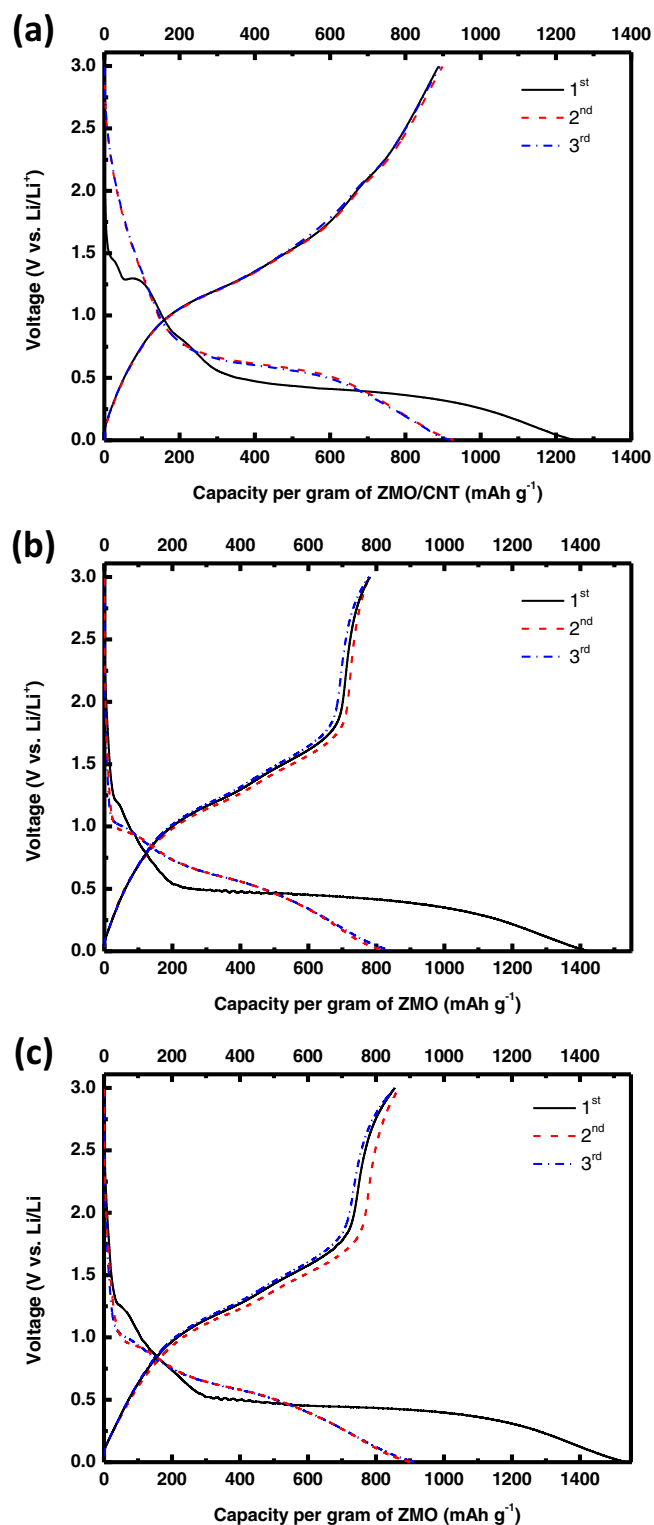 (a)
0 200 400 600 800 1000 1200 1400
3.0
2.5
2.0
1.5
1.0
0.5
0.0
Voltage (V vs. Li/Li⁺)
1ˢᵗ
2ⁿᵈ
3ʳᵈ
0 200 400 600 800 1000 1200 1400
Capacity per gram of ZMO/CNT (mAh g⁻¹)
(b)
0 200 400 600 800 1000 1200 1400
3.0
2.5
2.0
1.5
1.0
0.5
0.0
Voltage (V vs. Li/Li⁺)
1ˢᵗ
2ⁿᵈ
3ʳᵈ
0 200 400 600 800 1000 1200 1400
Capacity per gram of ZMO (mAh g⁻¹)
(c)
0 200 400 600 800 1000 1200 1400
3.0
2.5
2.0
1.5
1.0
0.5
0.0
Voltage (V vs. Li/Li)
1ˢᵗ
2ⁿᵈ
3ʳᵈ
0 200 400 600 800 1000 1200 1400
Capacity per gram of ZMO (mAh g⁻¹)